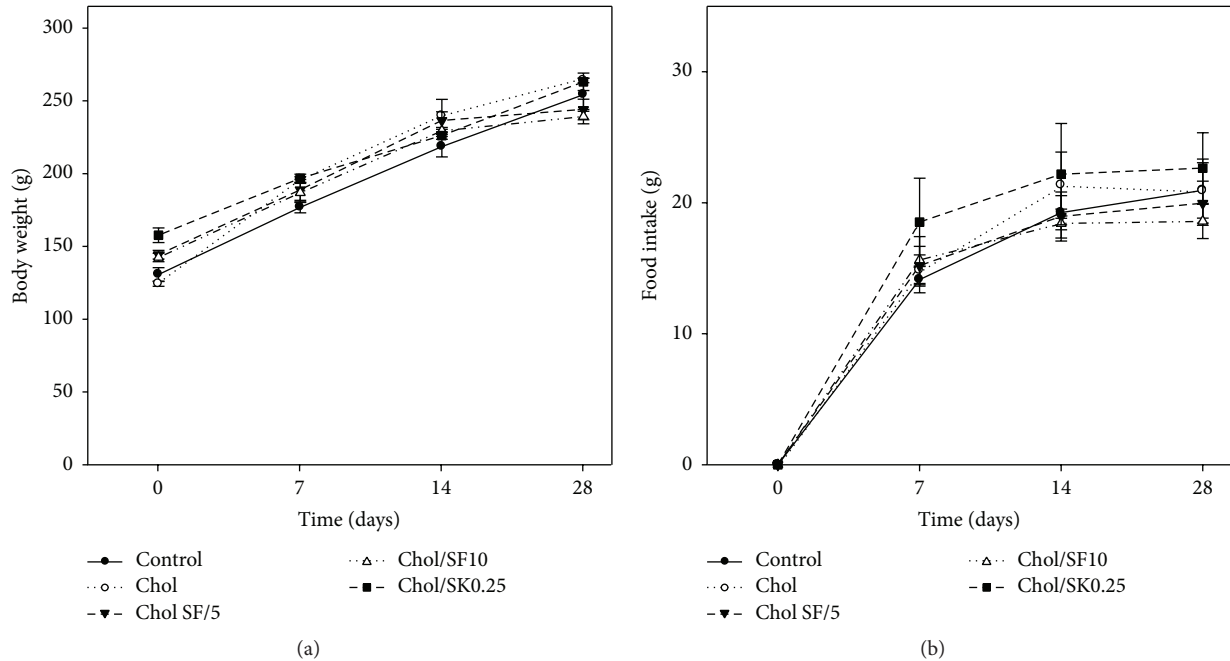 300
250
200
150
100
50
0
Body weight (g)
0 7 14 28
Time (days)
Control
Chol
Chol SF/5
Chol/SF10
Chol/SK0.25
(a)
30
20
10
0
Food intake (g)
0 7 14 28
Time (days)
Control
Chol
Chol SF/5
Chol/SF10
Chol/SK0.25
(b)